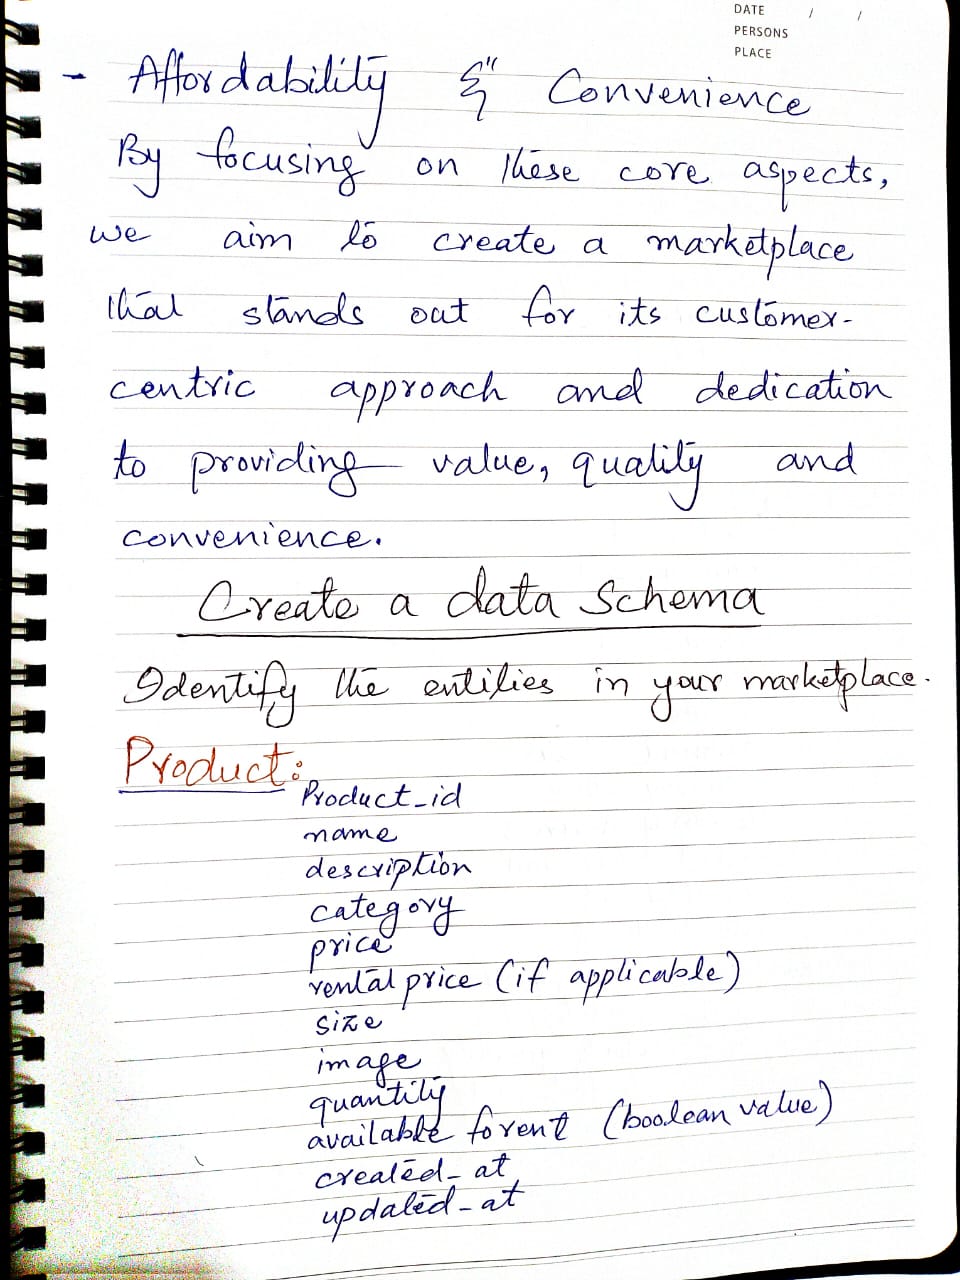 DATE / /
PERSONS
PLACE
- Affordability & Convenience
By focusing on these core aspects,
we aim to create a marketplace
that stands out for its customer-
centric approach and dedication
to providing value, quality and
convenience.
Create a data Schema
Identify the entities in your marketplace.
Product:
Product_id
name
description
category
price
rental price (if applicable)
size
image
quantity
available forent (boolean value)
created_at
updated_at